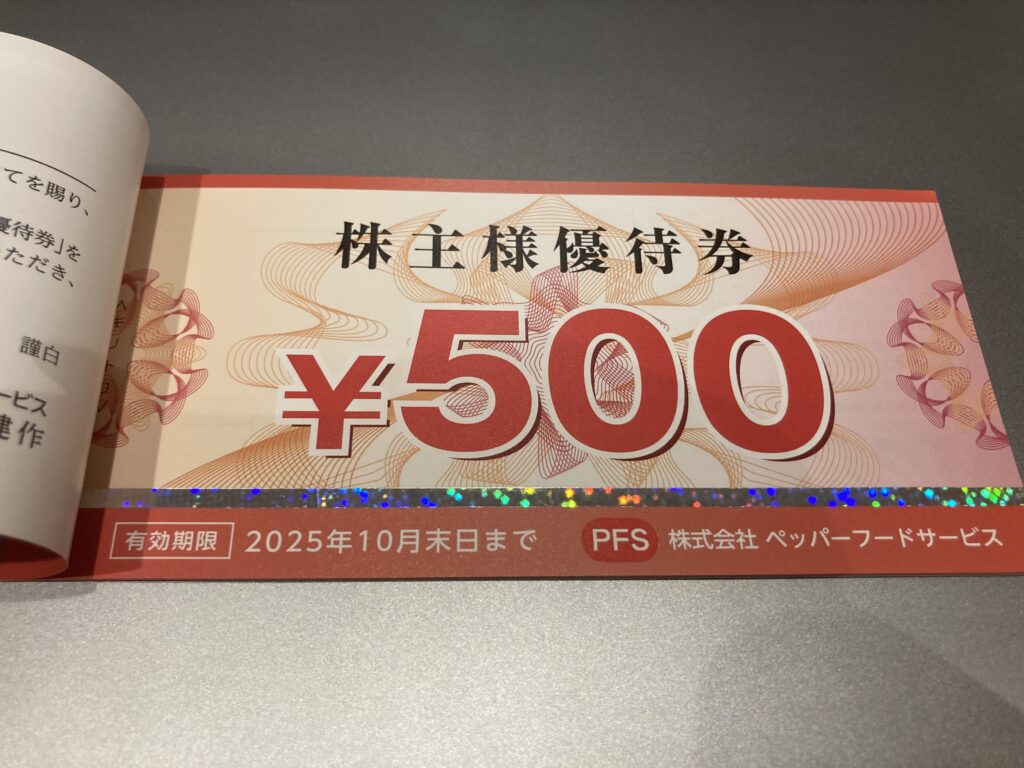 てを賜り、
優待券」を
ただき、
謹白
ービス
建作
株主様優待券
¥500
有効期限 2025年10月末日まで PFS 株式会社 ペッパーフードサービス